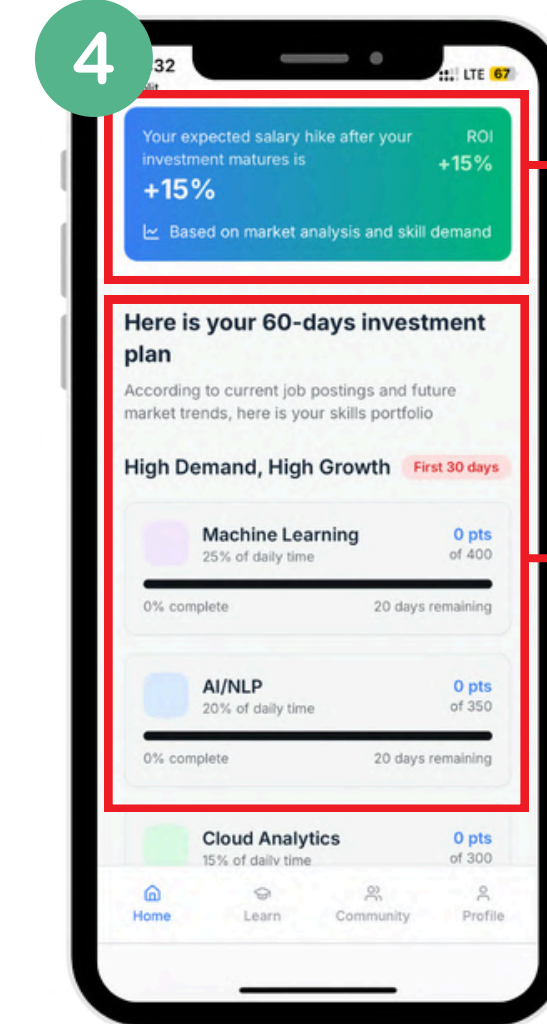 4
32
LTE 67
Your expected salary hike after your
ROI
investment matures is
+15%
+15%
Based on market analysis and skill demand
Here is your 60-days investment
plan
According to current job postings and future
market trends, here is your skills portfolio
High Demand, High Growth
First 30 days
Machine Learning
0 pts
25% of daily time
of 400
0% complete
20 days remaining
AI/NLP
0 pts
20% of daily time
of 350
0% complete
20 days remaining
Cloud Analytics
0 pts
15% of daily time
of 300
Home
Learn
Community
Profile